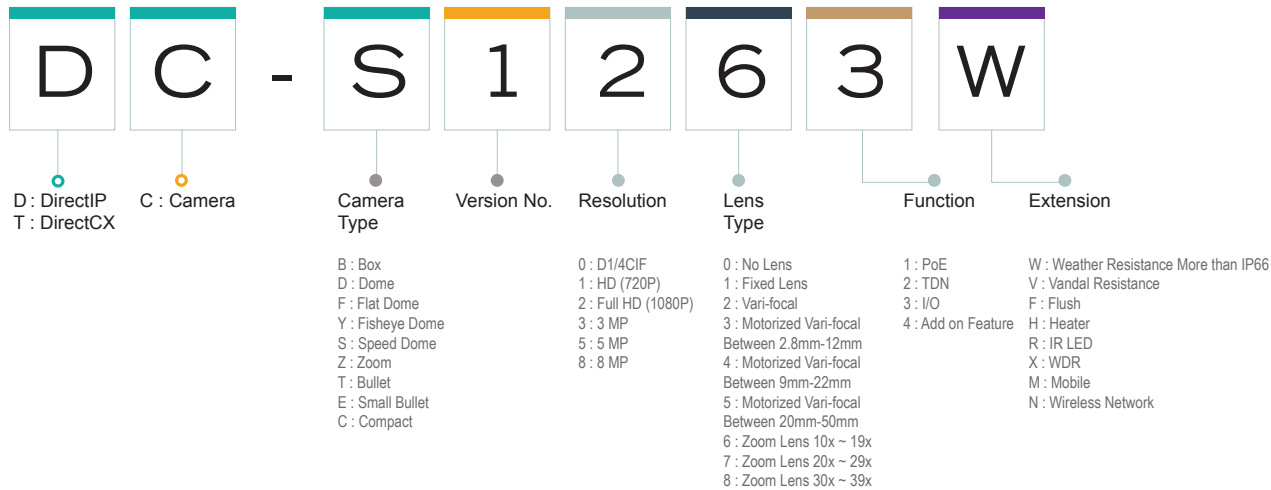 DC-S1263W
D : DirectIP
T : DirectCX
C : Camera
Camera
Type
Version No.
Resolution
Lens
Type
Function
Extension
B : Box
D : Dome
F : Flat Dome
Y : Fisheye Dome
S : Speed Dome
Z : Zoom
T : Bullet
E : Small Bullet
C : Compact
0 : D1/4CIF
1 : HD (720P)
2 : Full HD (1080P)
3 : 3 MP
5 : 5 MP
8 : 8 MP
0 : No Lens
1 : Fixed Lens
2 : Vari-focal
3 : Motorized Vari-focal
Between 2.8mm-12mm
4 : Motorized Vari-focal
Between 9mm-22mm
5 : Motorized Vari-focal
Between 20mm-50mm
6 : Zoom Lens 10x ~ 19x
7 : Zoom Lens 20x ~ 29x
8 : Zoom Lens 30x ~ 39x
1 : PoE
2 : TDN
3 : I/O
4 : Add on Feature
W : Weather Resistance More than IP66
V : Vandal Resistance
F : Flush
H : Heater
R : IR LED
X : WDR
M : Mobile
N : Wireless Network